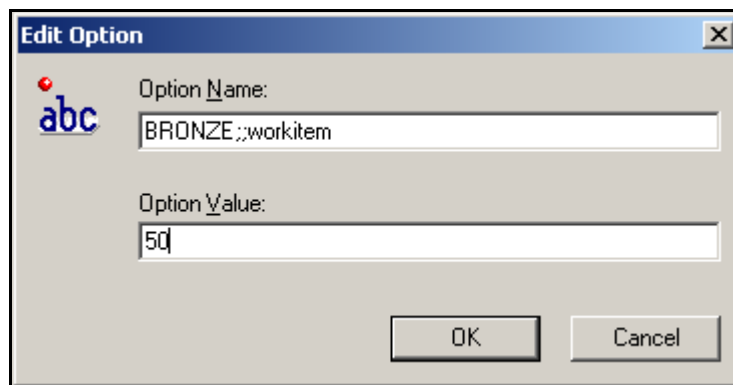 Edit Option
abc
Option Name:
BRONZE;;workitem
Option Value:
50
OK Cancel